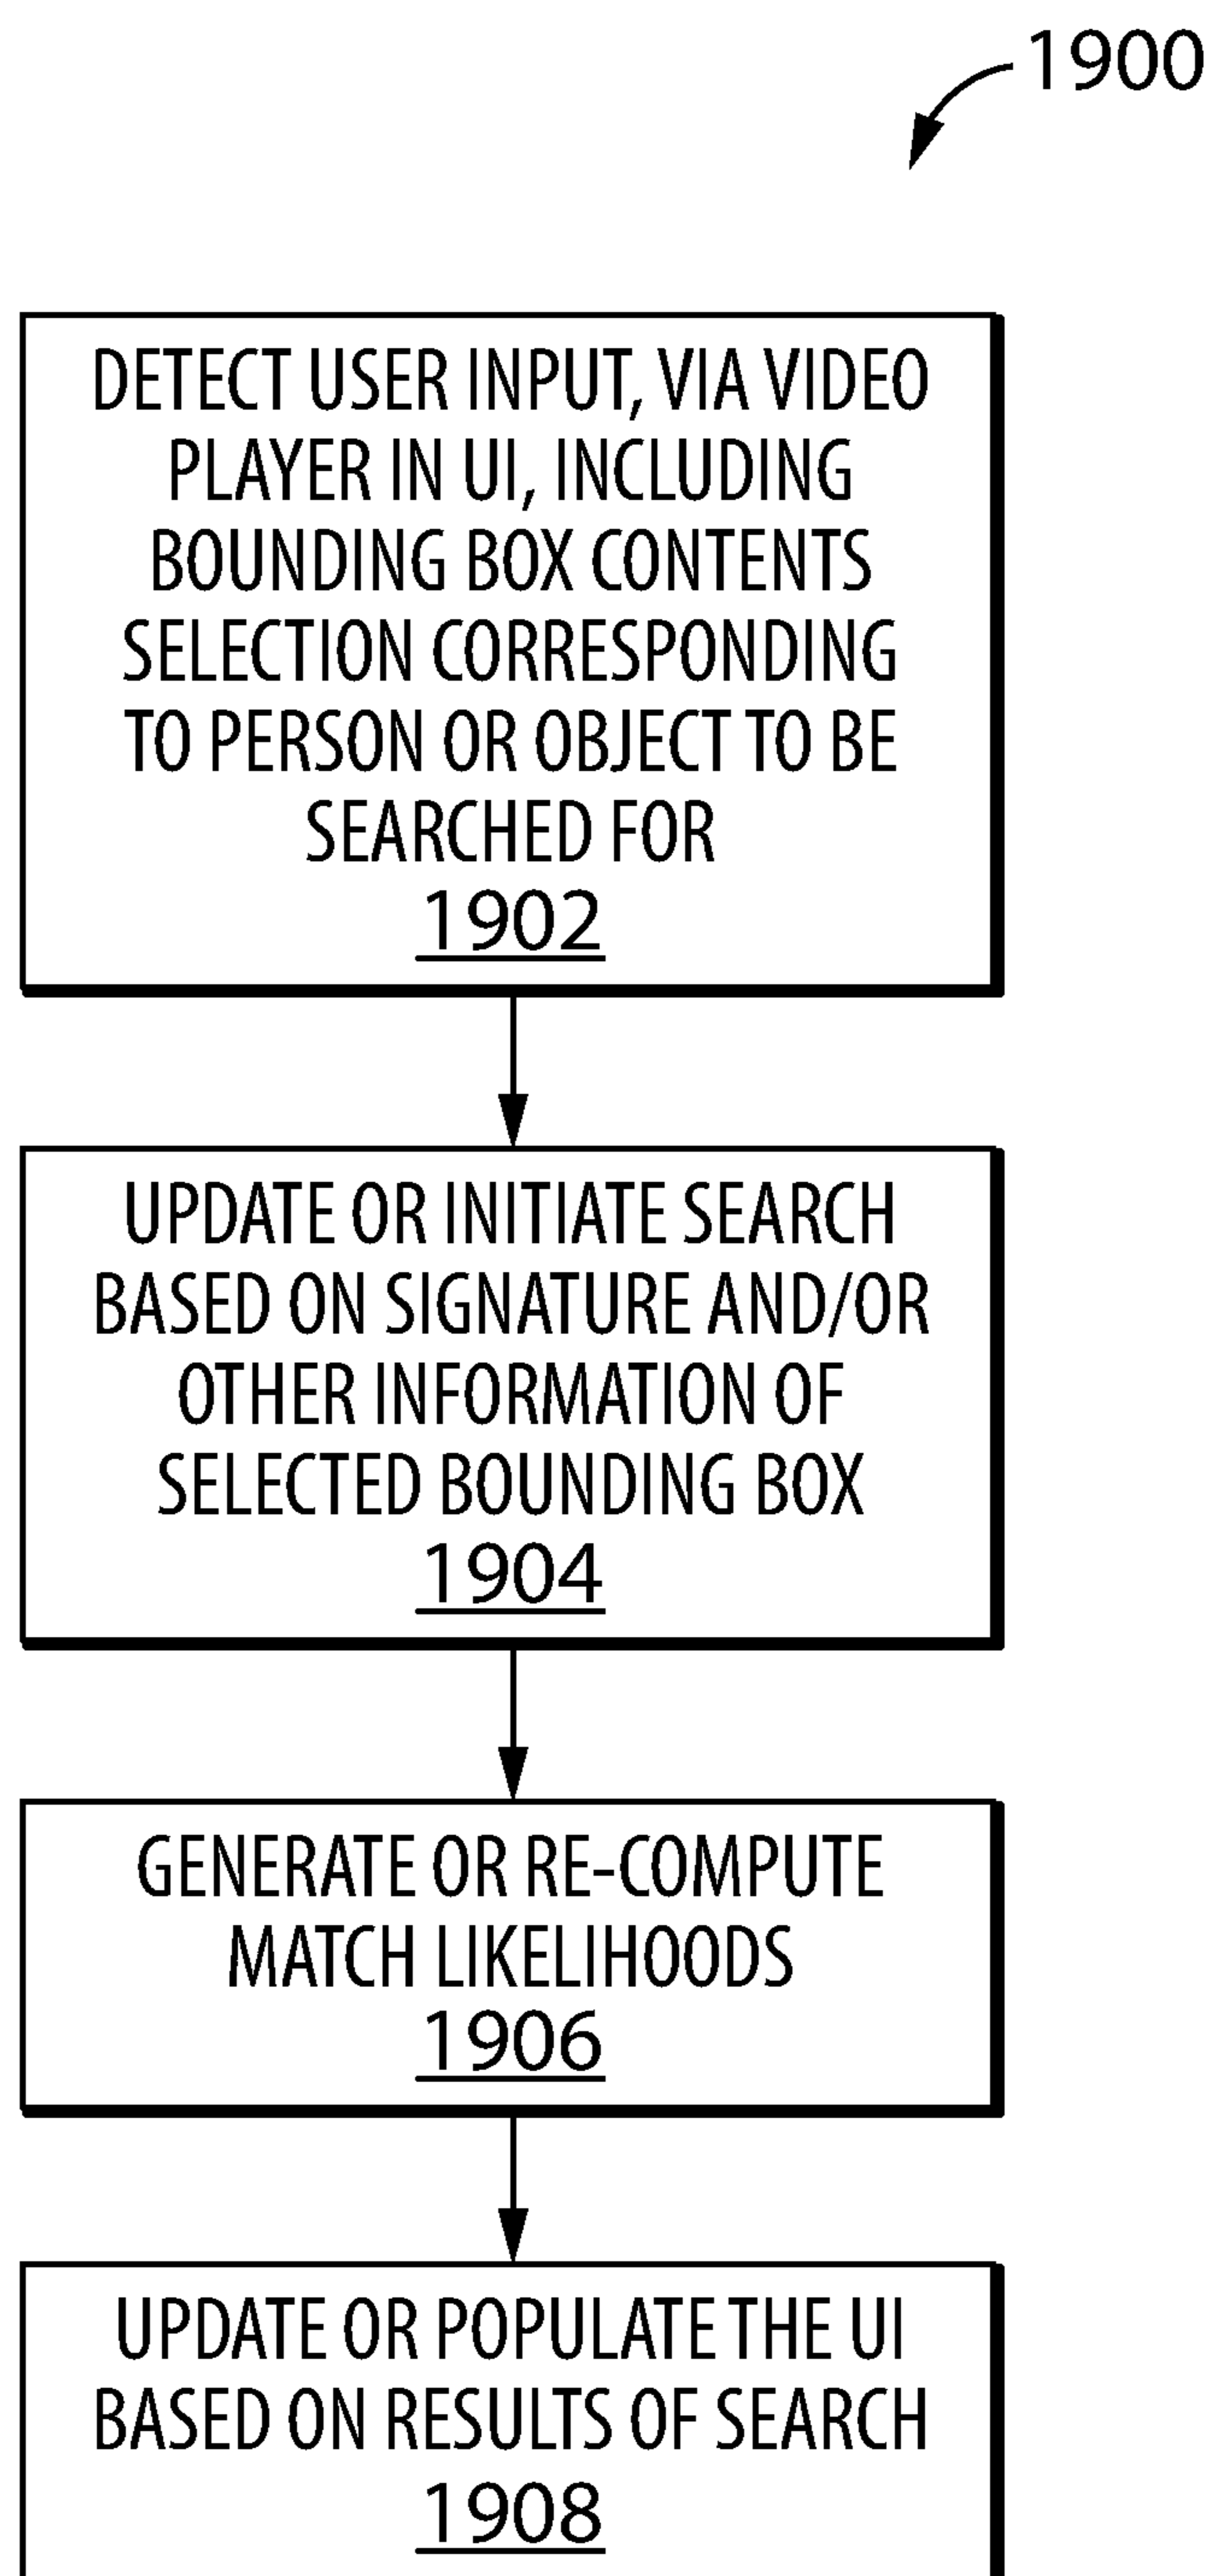 1900
DETECT USER INPUT, VIA VIDEO
PLAYER IN UI, INCLUDING
BOUNDING BOX CONTENTS
SELECTION CORRESPONDING
TO PERSON OR OBJECT TO BE
SEARCHED FOR
1902
UPDATE OR INITIATE SEARCH
BASED ON SIGNATURE AND/OR
OTHER INFORMATION OF
SELECTED BOUNDING BOX
1904
GENERATE OR RE-COMPUTE
MATCH LIKELIHOODS
1906
UPDATE OR POPULATE THE UI
BASED ON RESULTS OF SEARCH
1908